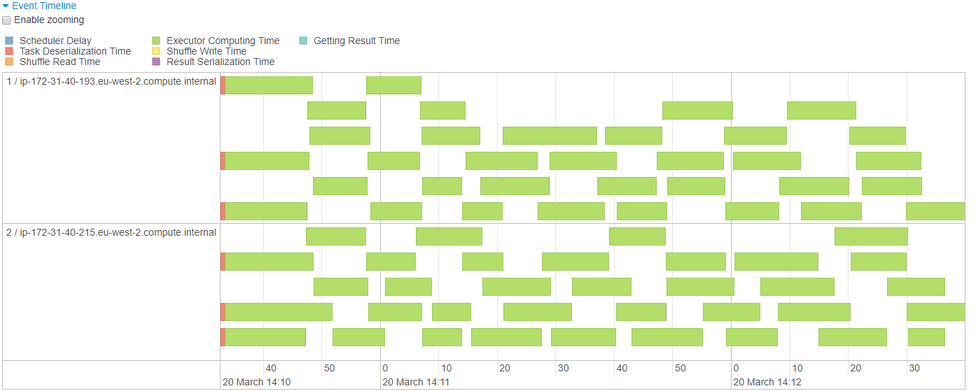 Event Timeline
Enable zooming
Scheduler Delay Executor Computing Time Getting Result Time
Task Deserialization Time Shuffle Write Time
Shuffle Read Time Result Serialization Time
1 / ip-172-31-40-193.eu-west-2.compute.internal
2 / ip-172-31-40-215.eu-west-2.compute.internal
40 50 0 10 20 30 40 50 0 10 20 30
20 March 14:10 20 March 14:11 20 March 14:12